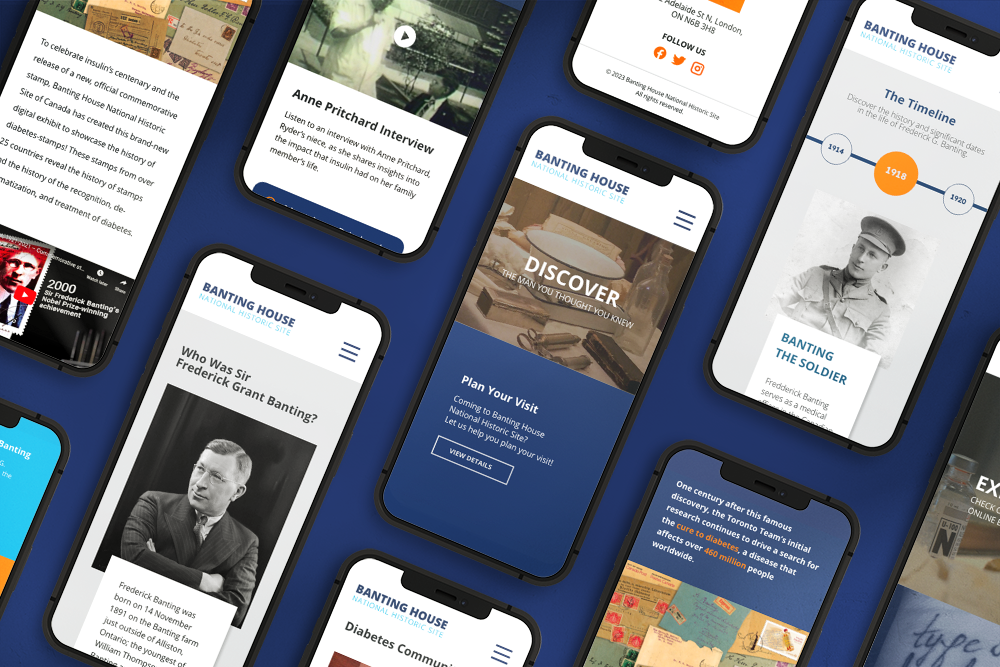 To celebrate insulin's centenary and the
release of a new, official commemorative
stamp, Banting House National Historic
Site of Canada has created this brand-new
digital exhibit to showcase the history of
diabetes-stamps! These stamps from over
25 countries reveal the history of stamps
and the history of the recognition, de-
matization, and treatment of diabetes.
Watch later
Share
2000
Sir Frederick Banting's
Nobel Prize-winning
achievement
Anne Pritchard Interview
Listen to an interview with Anne Pritchard,
Ryder's niece, as she shares insights into
the impact that insulin had on her family
member's life.
Adelaide St N, London,
ON N6B 3H8
FOLLOW US
© 2023 Banting House National Historic Site
All rights reserved.
BANTING HOUSE
NATIONAL HISTORIC SITE
The Timeline
Discover the history and significant dates
in the life of Frederick G. Banting
1914
1918
1920
BANTING
THE SOLDIER
Fredderick Banting
serves as a medical
BANTING HOUSE
NATIONAL HISTORIC SITE
DISCOVER
THE MAN YOU THOUGHT YOU KNEW
Plan Your Visit
Coming to Banting House
National Historic Site?
Let us help you plan your visit!
VIEW DETAILS
BANTING HOUSE
NATIONAL HISTORIC SITE
Who Was Sir
Frederick Grant Banting?
Frederick Banting was
born on 14 November
1891 on the Banting farm
just outside of Alliston,
Ontario; the youngest of
William Thompson
Banting
G.
the
BANTING HOUSE
NATIONAL HISTORIC SITE
Diabetes Communi
One century after this famous
discovery, the Toronto Team's initial
research continues to drive a search for
the cure to diabetes, a disease that
affects over 460 million people
worldwide.
EX
CHECK
ONLINE
U-100
N
type